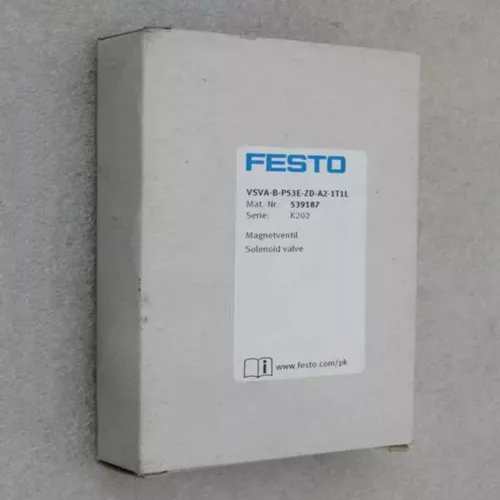 FESTO
VSVA-B-P53E-ZD-A2-1T1L
Mat. Nr. 539187
Serie: K202
Magnetventil
Solenoid valve
www.festo.com/pk